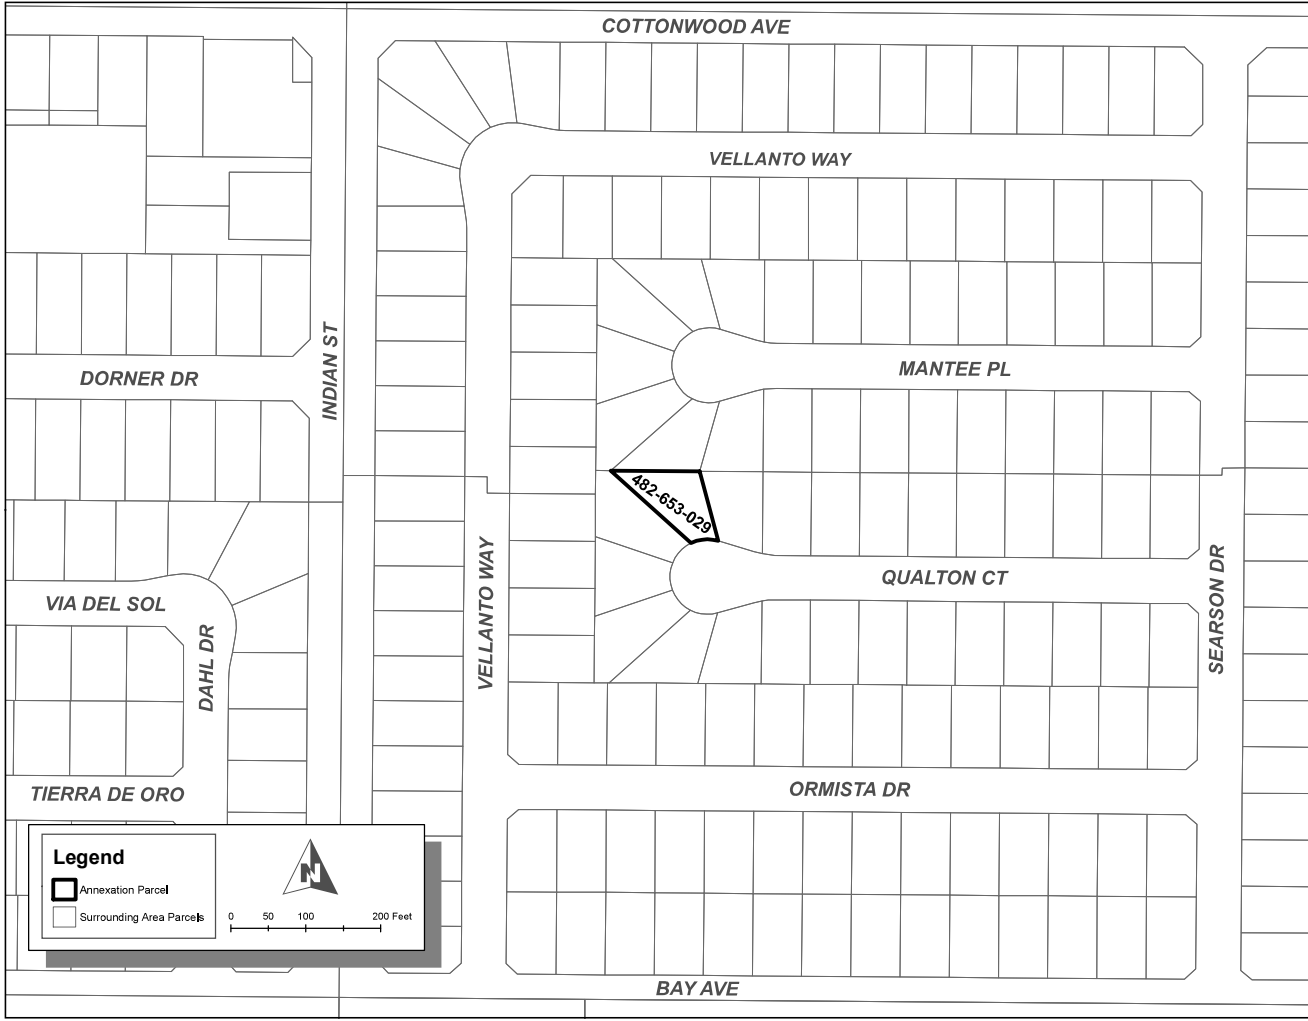 COTTONWOOD AVE
VELLANTO WAY
INDIAN ST
DORNER DR
MANTEE PL
482-653-029
VELLANTO WAY
QUALTON CT
SEARSON DR
VIA DEL SOL
DAHL DR
TIERRA DE ORO
ORMISTA DR
Legend
Annexation Parcel
Surrounding Area Parcels
N
0 50 100 200 Feet
BAY AVE